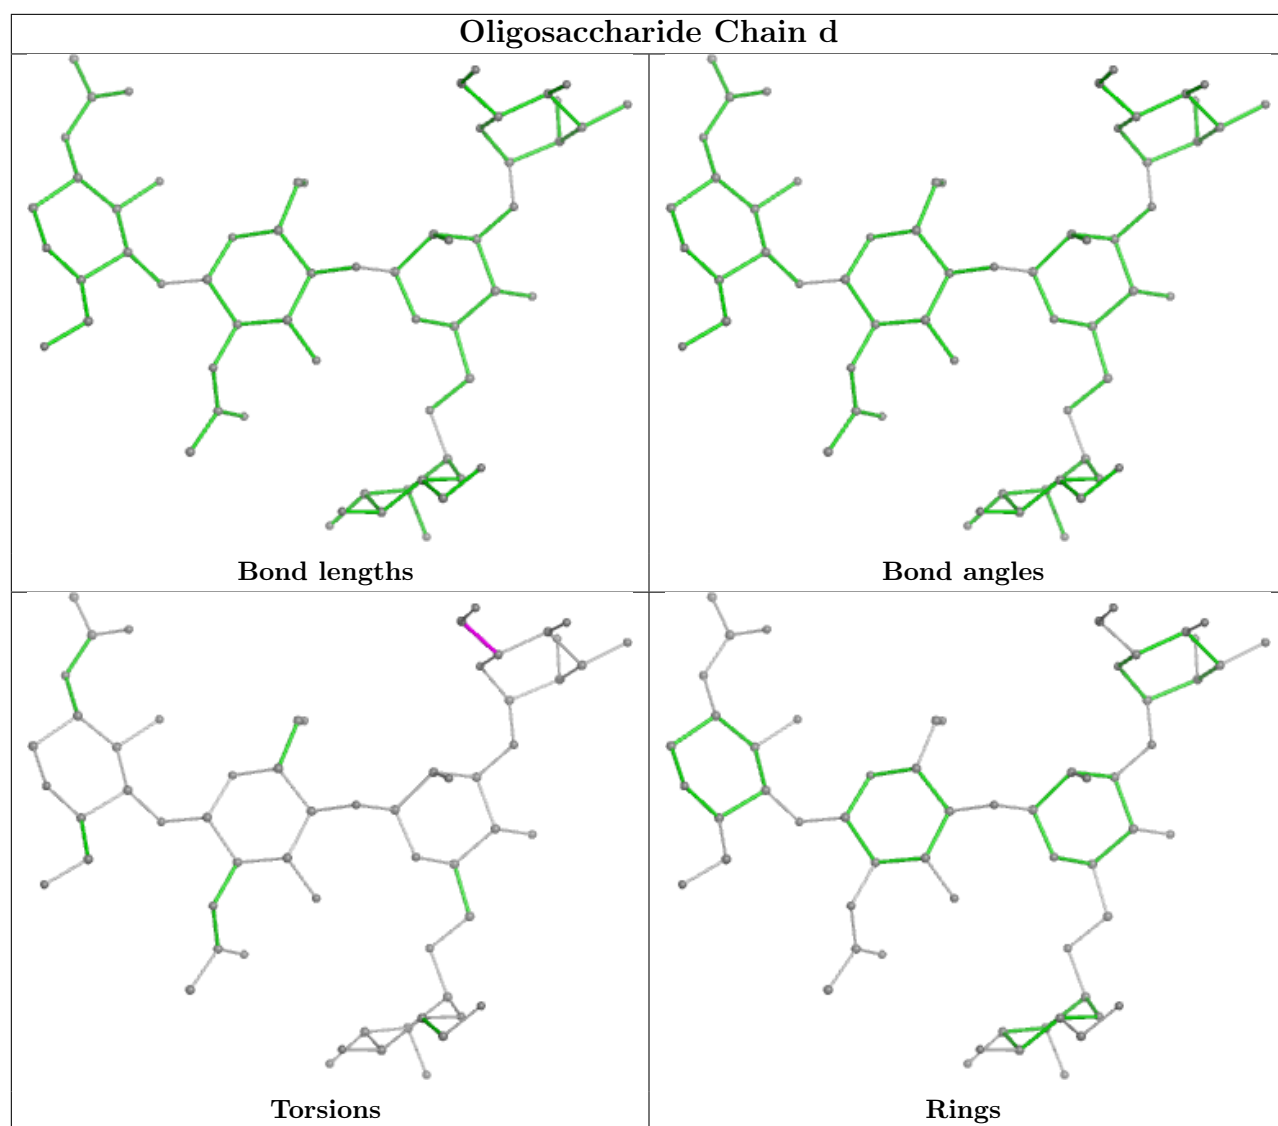 Oligosaccharide Chain d
Bond lengths
Bond angles
Torsions
Rings